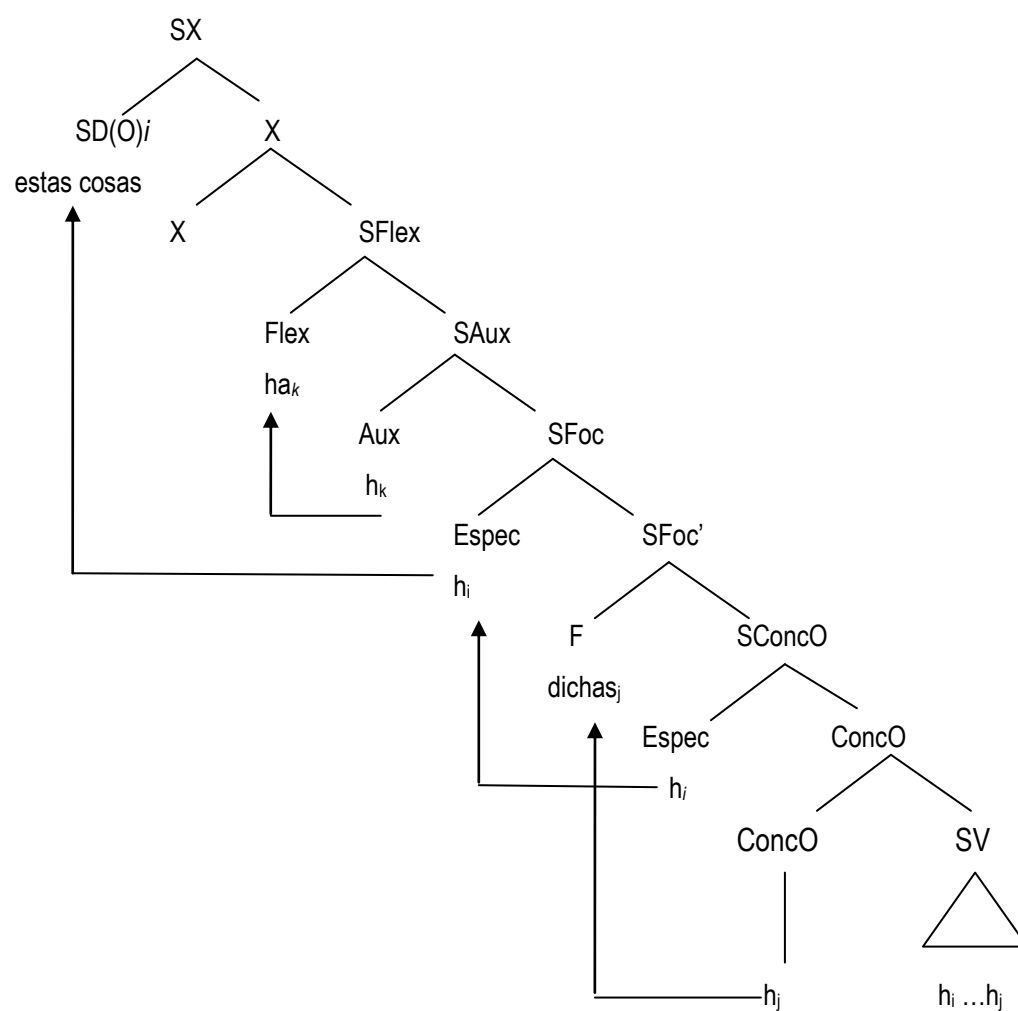 SX
SD(O)i X
estas cosas
X SFlex
Flex SAux
hak
Aux SFoc
hk
Espec SFoc’
hi
F SConcO
dichasj
Espec ConcO
hi
ConcO SV
hj hi …hj